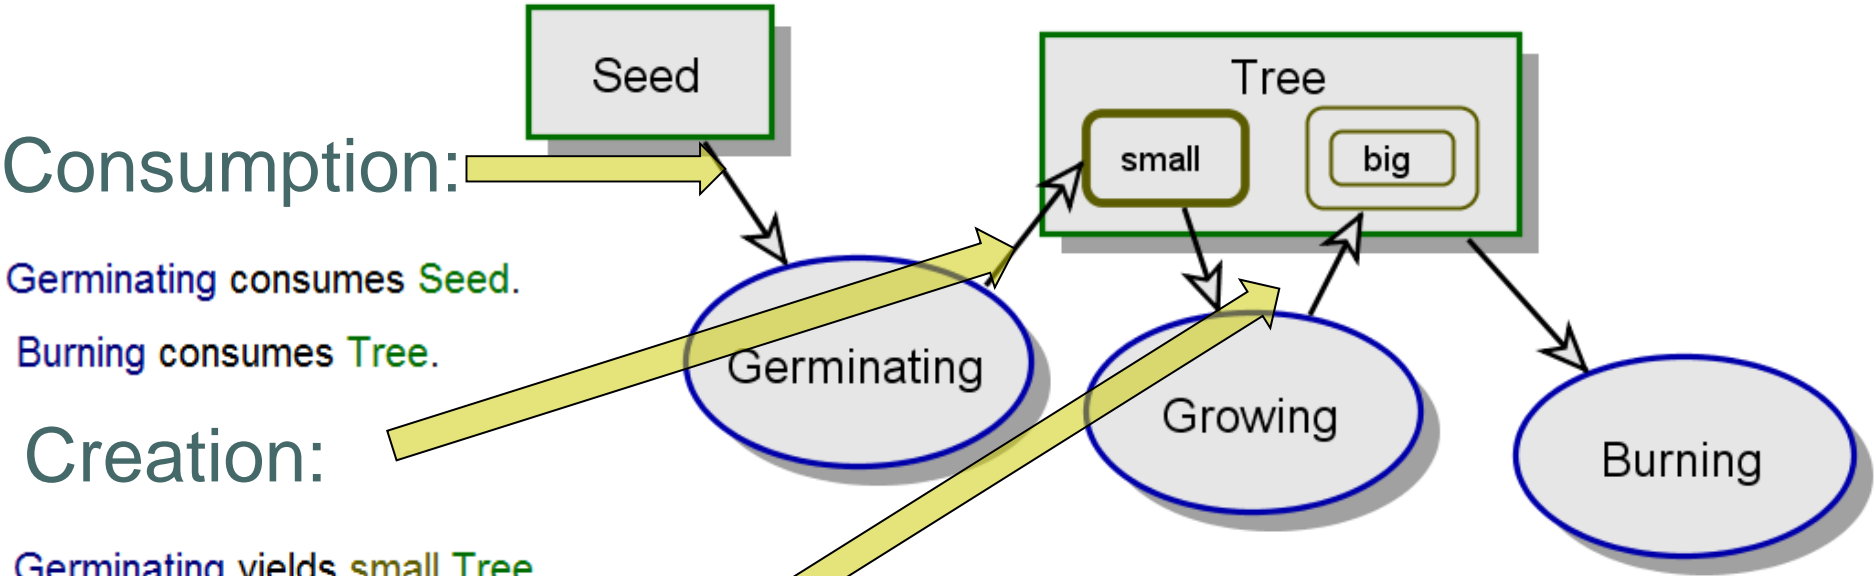 Seed
Tree
small
big
Consumption:
Germinating consumes Seed.
Burning consumes Tree.
Germinating
Growing
Burning
Creation:
Germinating yields small Tree